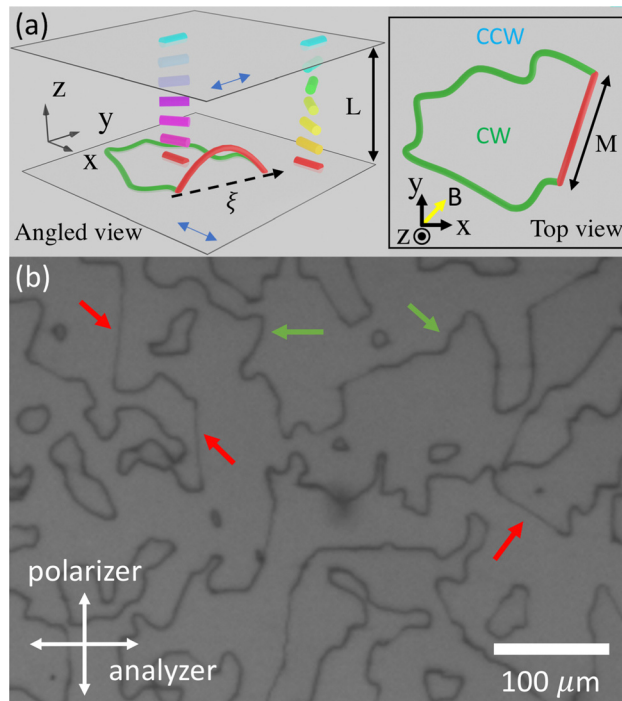 (a)
z
y
x
L
ξ
Angled view
CCW
CW
M
y
B
z
x
Top view
(b)
polarizer
analyzer
100 μm